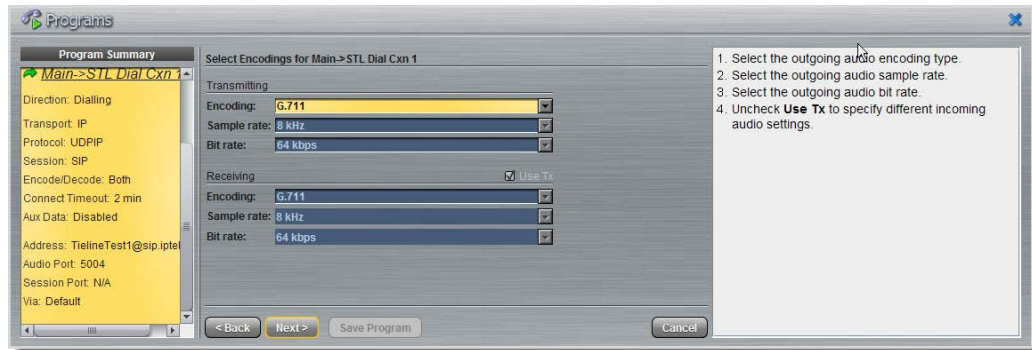 Programs
Program Summary
Main->STL Dial Cxn 1
Direction: Dialling
Transport: IP
Protocol: UDPIP
Session: SIP
Encode/Decode: Both
Connect Timeout: 2 min
Aux Data: Disabled
Address: TielineTest1@sip.iptel
Audio Port: 5004
Session Port: N/A
Via: Default
Select Encodings for Main->STL Dial Cxn 1
Transmitting
Encoding: G.711
Sample rate: 8 kHz
Bit rate: 64 kbps
Receiving Use Tx
Encoding: G.711
Sample rate: 8 kHz
Bit rate: 64 kbps
< Back Next > Save Program Cancel
1. Select the outgoing audio encoding type.
2. Select the outgoing audio sample rate.
3. Select the outgoing audio bit rate.
4. Uncheck Use Tx to specify different incoming
audio settings.